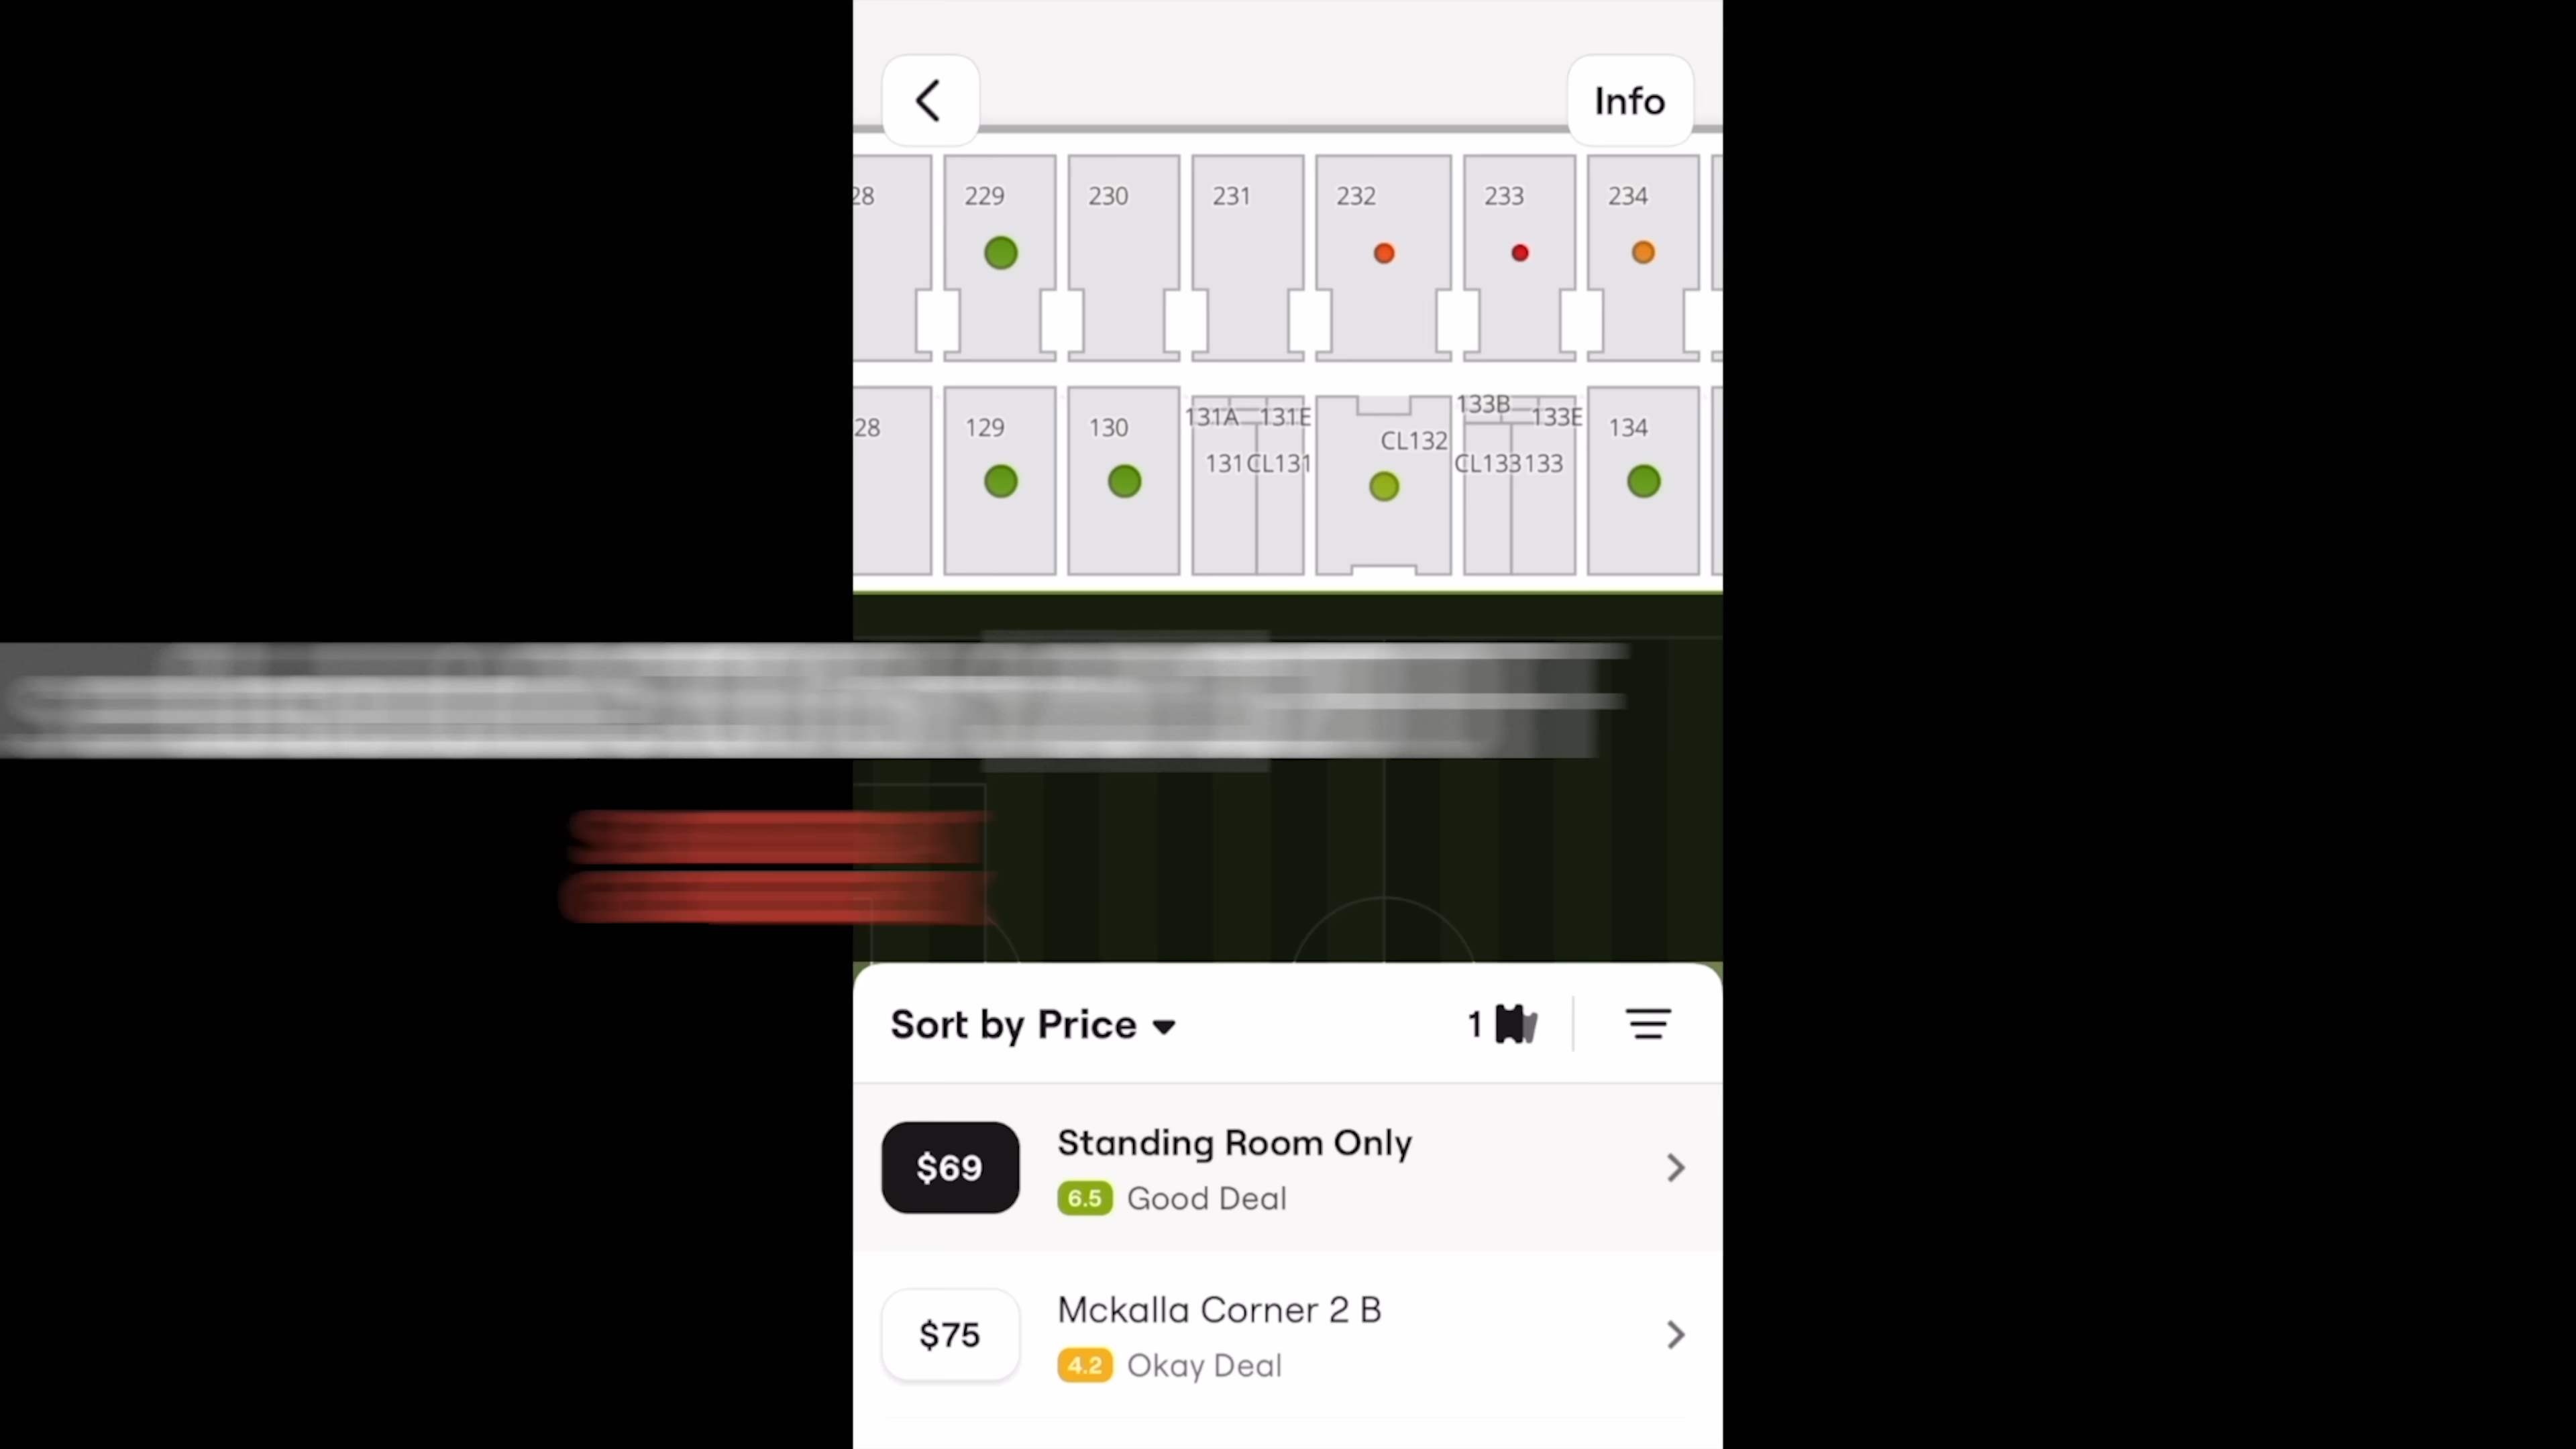 Info
28 229 230 231 232 233 234
28 129 130 131A 131E 131 CL131 CL132 133B 133E CL133 133 134
Sort by Price 1
$69 Standing Room Only
6.5 Good Deal
$75 Mckalla Corner 2 B
4.2 Okay Deal